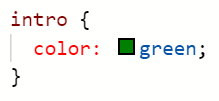 intro {
color: green;
}